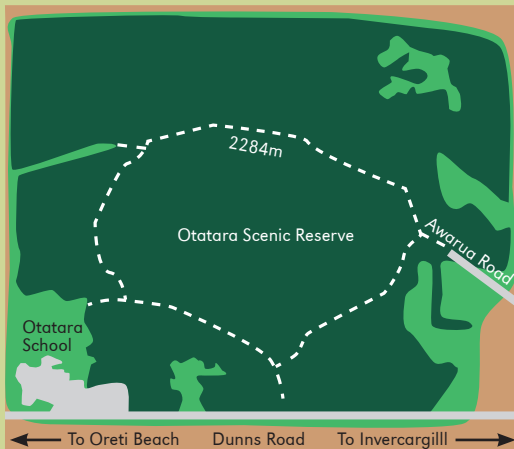 2284m
Otatara Scenic Reserve
Awarua Road
Otatara
School
To Oreti Beach
Dunns Road
To Invercargilll